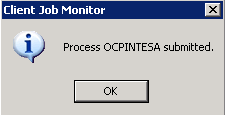 Client Job Monitor
Process OCPINTESA submitted.
OK